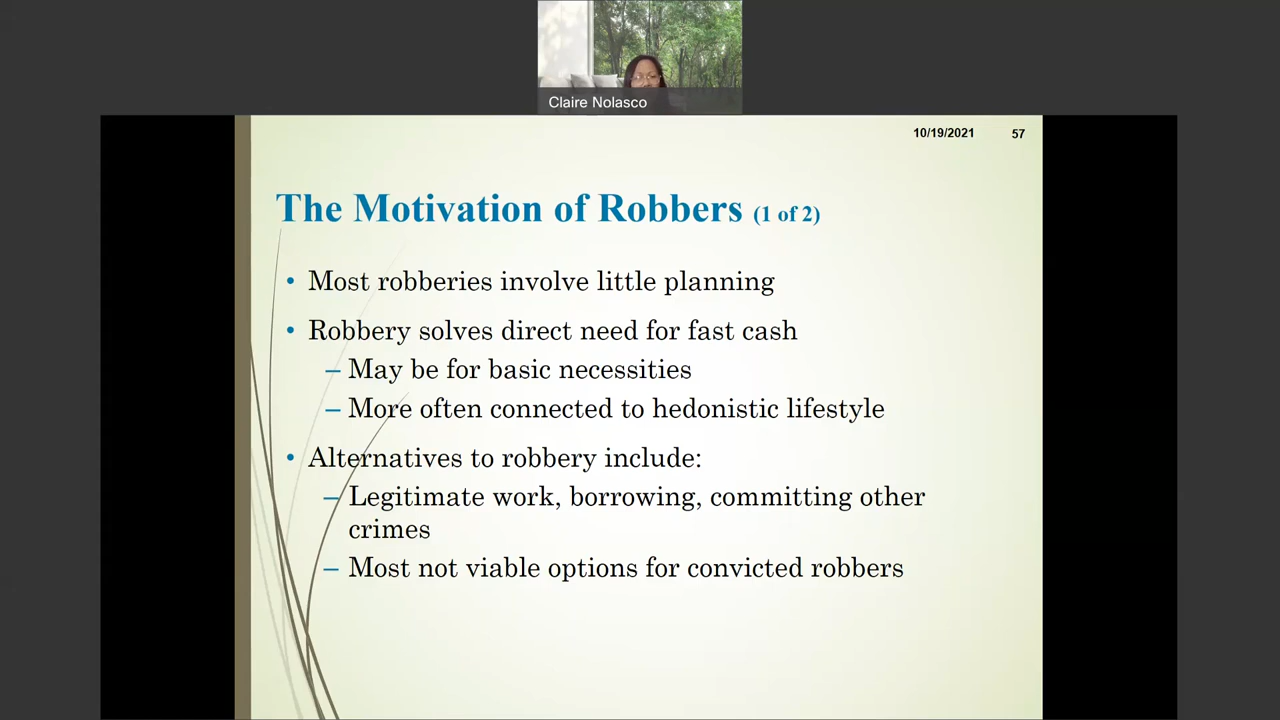 Claire Nolasco
10/19/2021 57
The Motivation of Robbers (1 of 2)
• Most robberies involve little planning
• Robbery solves direct need for fast cash
– May be for basic necessities
– More often connected to hedonistic lifestyle
• Alternatives to robbery include:
– Legitimate work, borrowing, committing other
crimes
– Most not viable options for convicted robbers